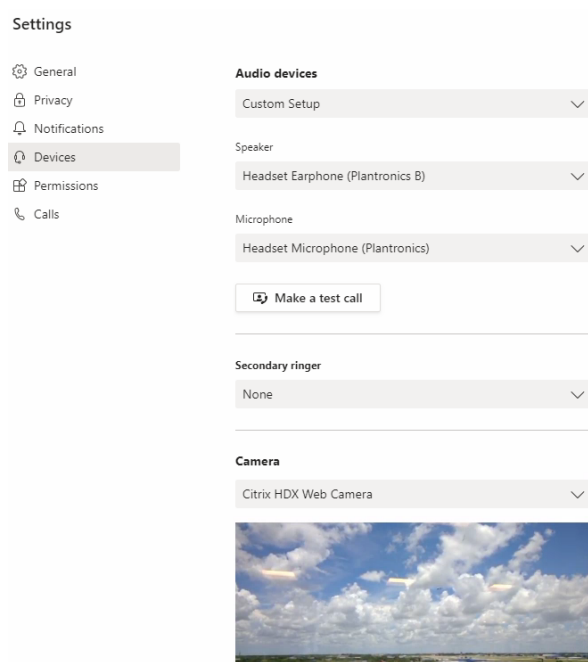 Settings
General
Privacy
Notifications
Devices
Permissions
Calls
Audio devices
Custom Setup
Speaker
Headset Earphone (Plantronics B)
Microphone
Headset Microphone (Plantronics)
Make a test call
Secondary ringer
None
Camera
Citrix HDX Web Camera